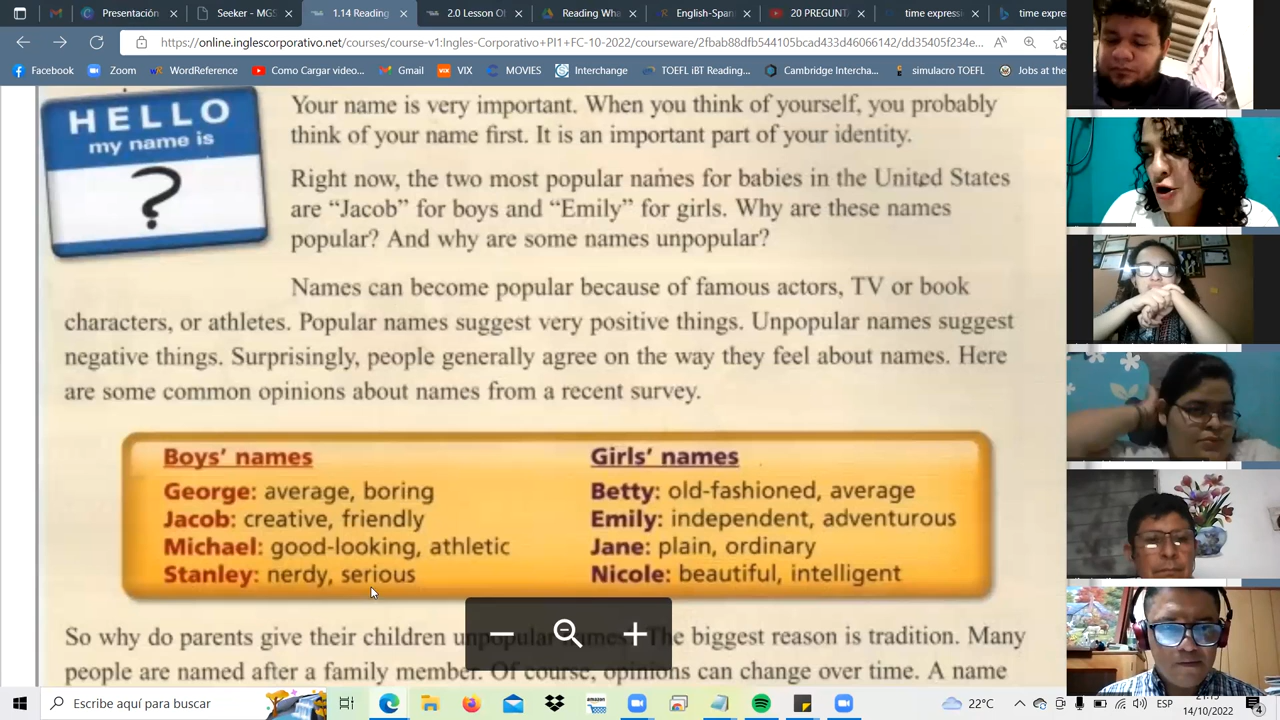 Presentación
Seeker - MGS
1.14 Reading
2.0 Lesson O
Reading Wha
English-Span
20 PREGUNT
time expressi
time expre
https://online.inglescorporativo.net/courses/course-v1:Ingles-Corporativo+PI1+FC-10-2022/courseware/2fbab88dfb544105bcad433d46066142/dd35405f234e...
Facebook
Zoom
WordReference
Como Cargar video...
Gmail
VIX
MOVIES
Interchange
TOEFL iBT Reading...
Cambridge Intercha...
simulacro TOEFL
Jobs at the
HELLO
my name is
?
Your name is very important. When you think of yourself, you probably
think of your name first. It is an important part of your identity.
Right now, the two most popular names for babies in the United States
are “Jacob” for boys and “Emily” for girls. Why are these names
popular? And why are some names unpopular?
Names can become popular because of famous actors, TV or book
characters, or athletes. Popular names suggest very positive things. Unpopular names suggest
negative things. Surprisingly, people generally agree on the way they feel about names. Here
are some common opinions about names from a recent survey.
Boys’ names
George: average, boring
Jacob: creative, friendly
Michael: good-looking, athletic
Stanley: nerdy, serious
Girls’ names
Betty: old-fashioned, average
Emily: independent, adventurous
Jane: plain, ordinary
Nicole: beautiful, intelligent
So why do parents give their children unpopular names? The biggest reason is tradition. Many
people are named after a family member. Of course, opinions can change over time. A name
Escribe aquí para buscar
amazon
22°C
ESP
21:15
14/10/2022
4